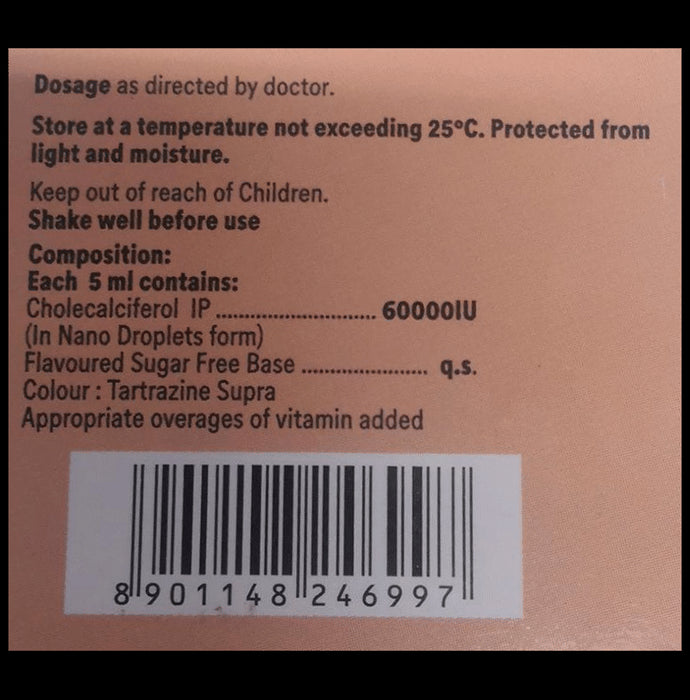 Dosage as directed by doctor.
Store at a temperature not exceeding 25°C. Protected from
light and moisture.
Keep out of reach of Children.
Shake well before use
Composition:
Each 5 ml contains:
Cholecalciferol IP ............................. 60000IU
(In Nano Droplets form)
Flavoured Sugar Free Base ....................... q.s.
Colour : Tartrazine Supra
Appropriate overages of vitamin added
8 901148 246997